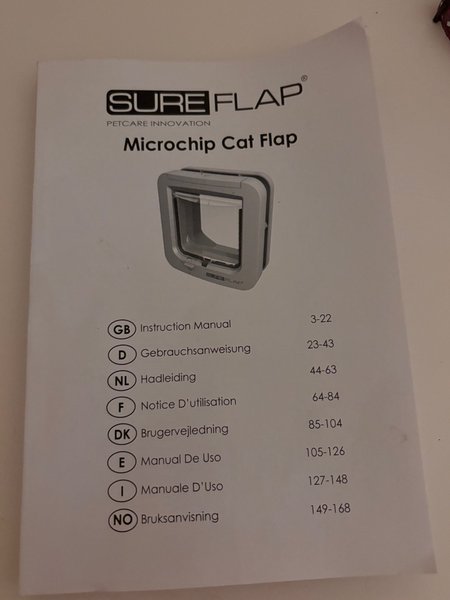 SUREFLAP®
PETCARE INNOVATION
Microchip Cat Flap
SUREFLAP
GB Instruction Manual 3-22
D Gebrauchsanweisung 23-43
NL Hadleiding 44-63
F Notice D'utilisation 64-84
DK Brugervejledning 85-104
E Manual De Uso 105-126
I Manuale D'Uso 127-148
NO Bruksanvisning 149-168